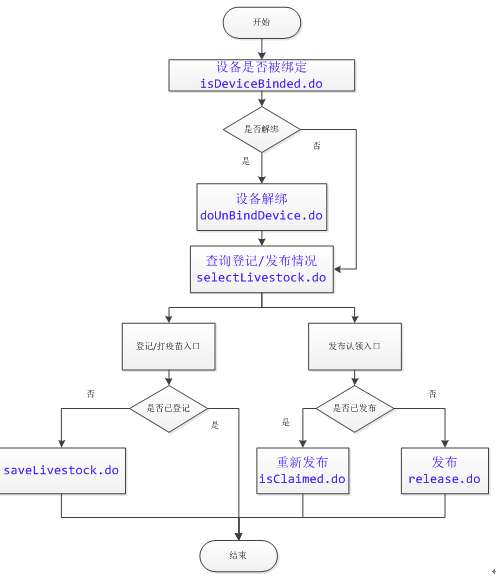 开始
设备是否被绑定
isDeviceBinded.do
是否解绑
是
否
设备解绑
doUnBindDevice.do
查询登记/发布情况
selectLivestock.do
登记/打疫苗入口
发布认领入口
否
是否已登记
是
是
是否已发布
否
saveLivestock.do
重新发布
isClaimed.do
发布
release.do
结束